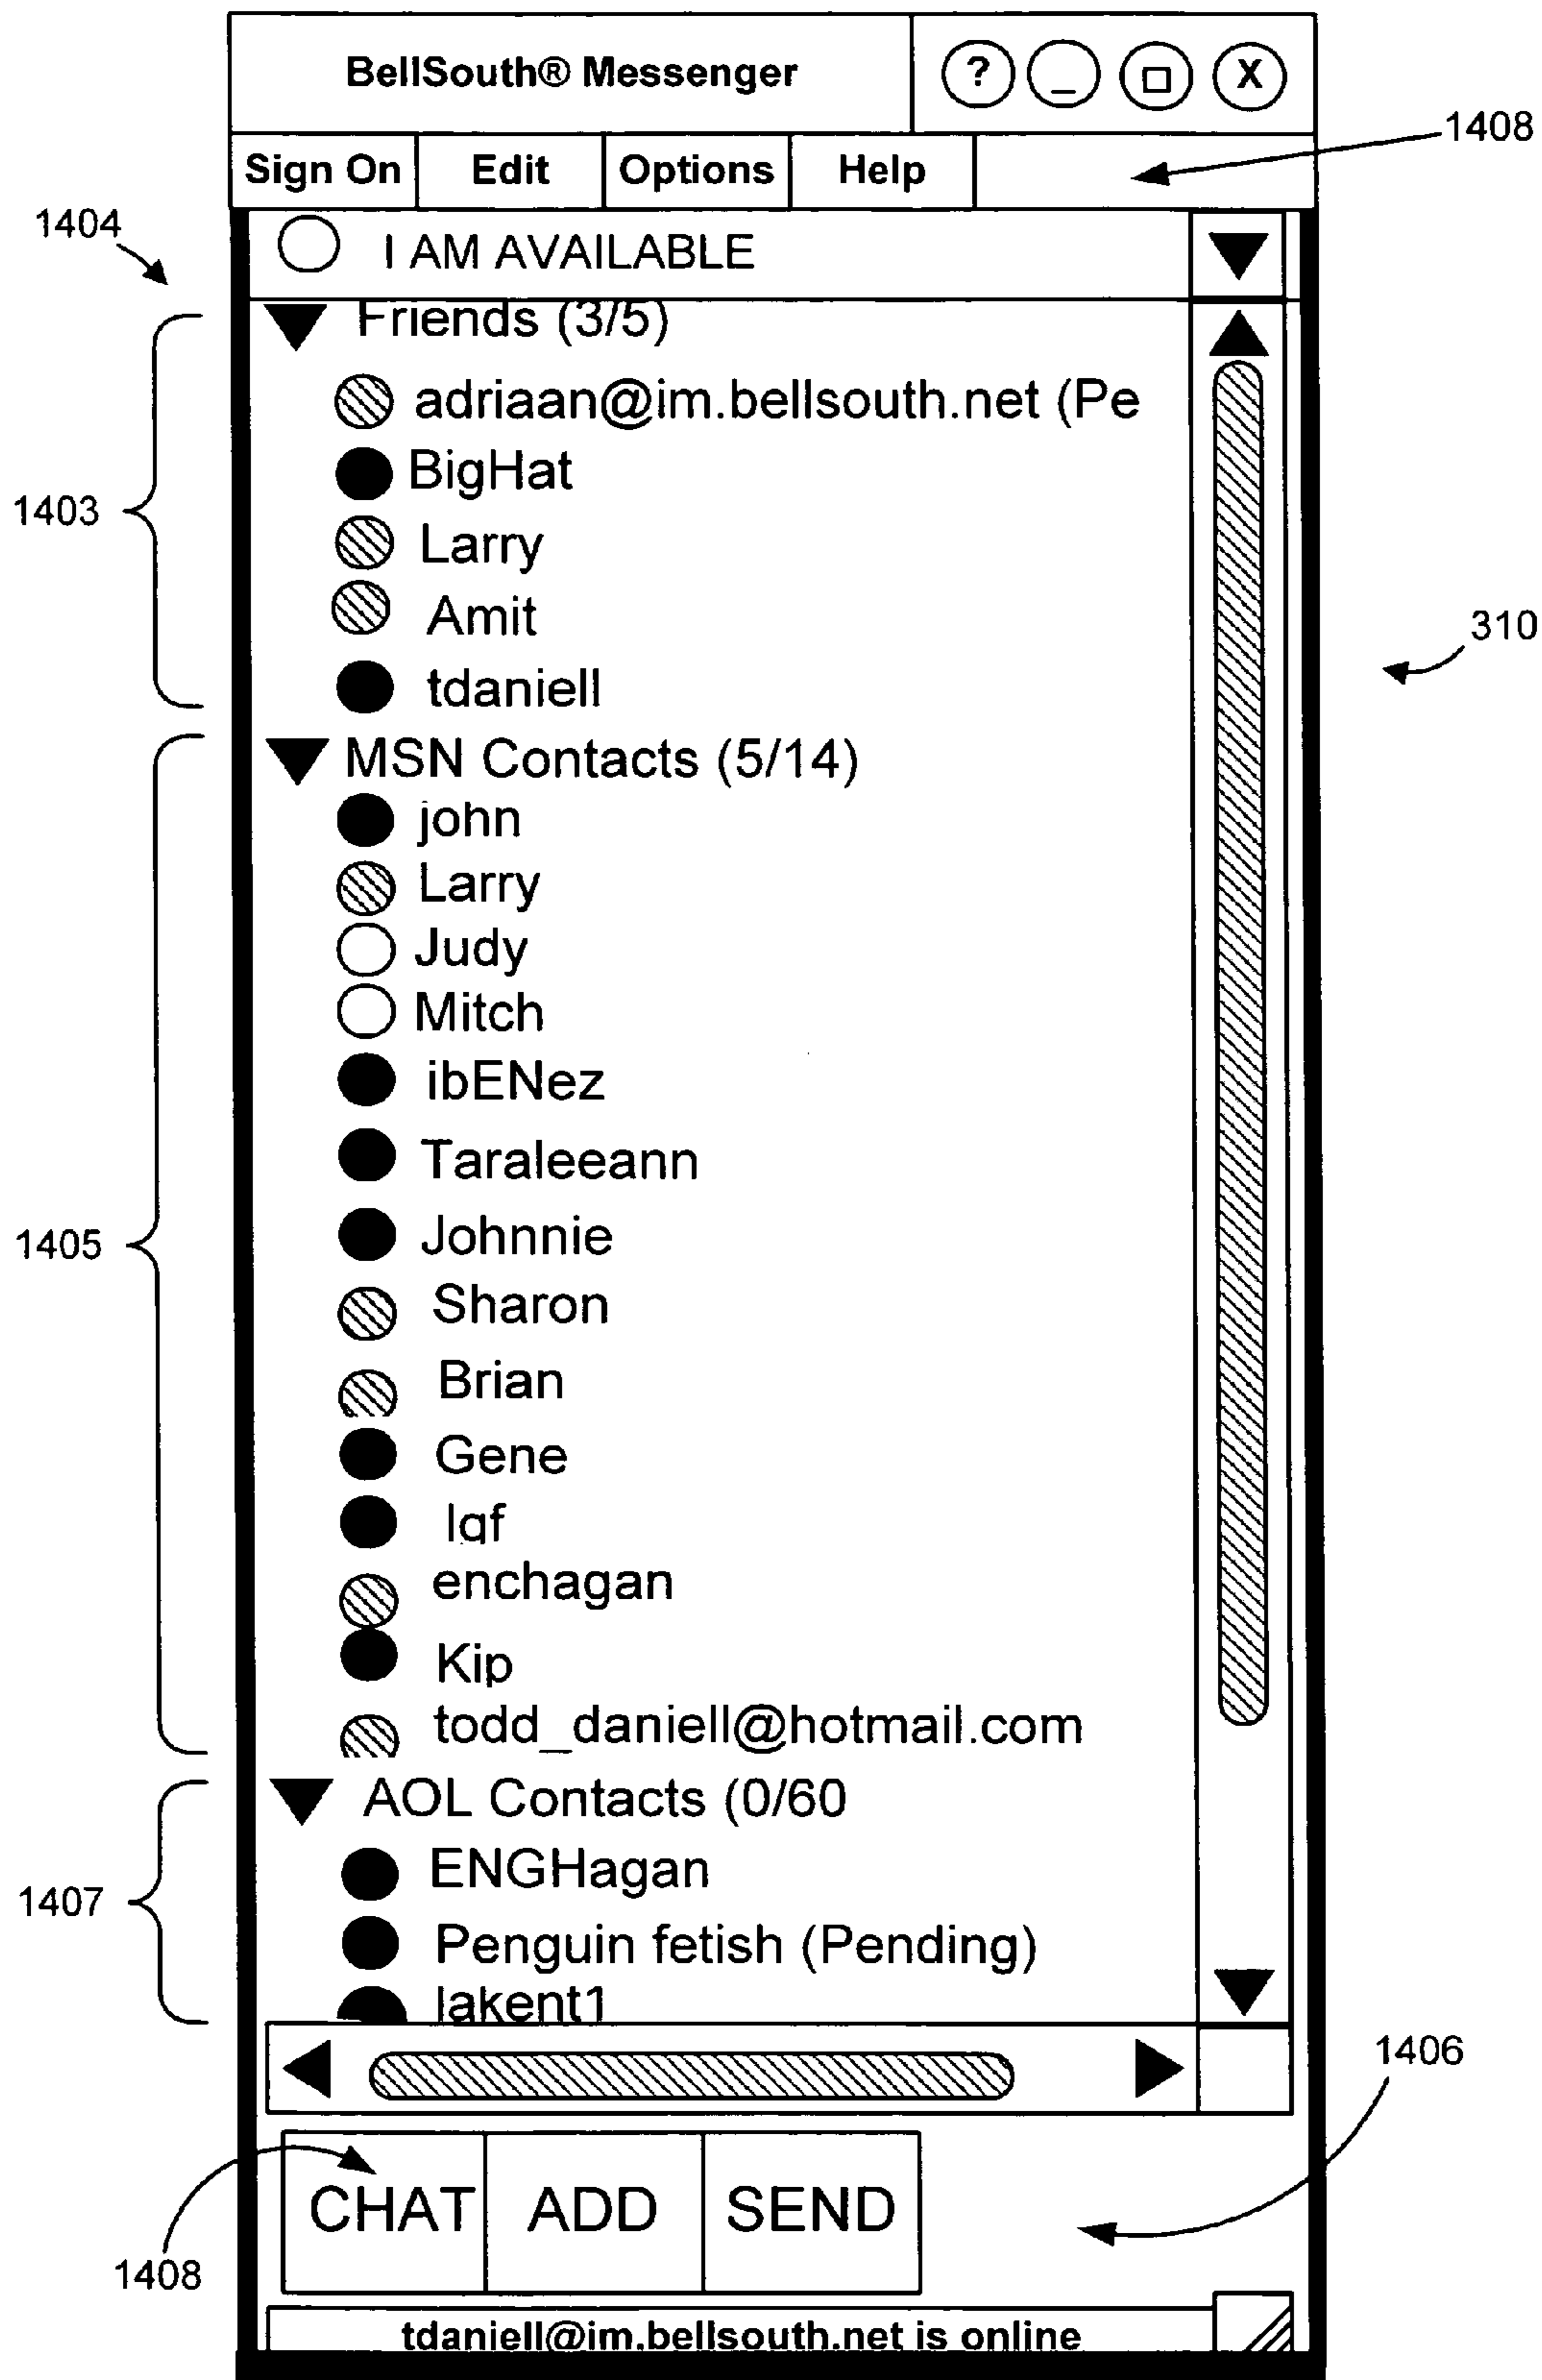 BellSouth® Messenger
? _ X
1408
Sign On Edit Options Help
1404
I AM AVAILABLE
Friends (3/5)
adriaan@im.bellsouth.net (Pe
BigHat
1403
Larry
Amit
310
tdaniell
MSN Contacts (5/14)
john
Larry
Judy
Mitch
ibENez
Taraleeann
1405
Johnnie
Sharon
Brian
Gene
lqf
enchagan
Kip
todd_daniell@hotmail.com
AOL Contacts (0/60
ENGHagan
1407
Penguin fetish (Pending)
lakent1
1406
CHAT ADD SEND
1408
tdaniell@im.bellsouth.net is online